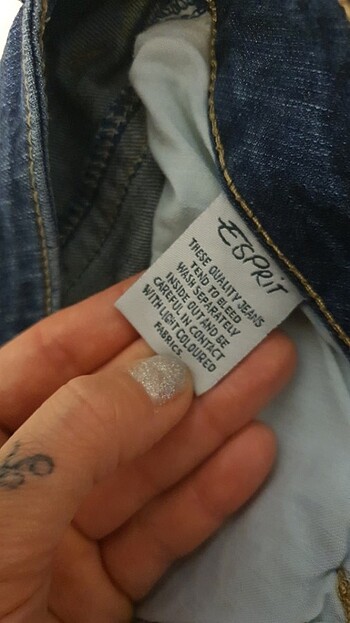 ESPRIT
THESE QUALITY JEANS
TEND TO BLEED
WASH SEPARATELY
INSIDE OUT AND BE
CAREFUL IN CONTACT
WITH LIGHT COLOURED
FABRICS